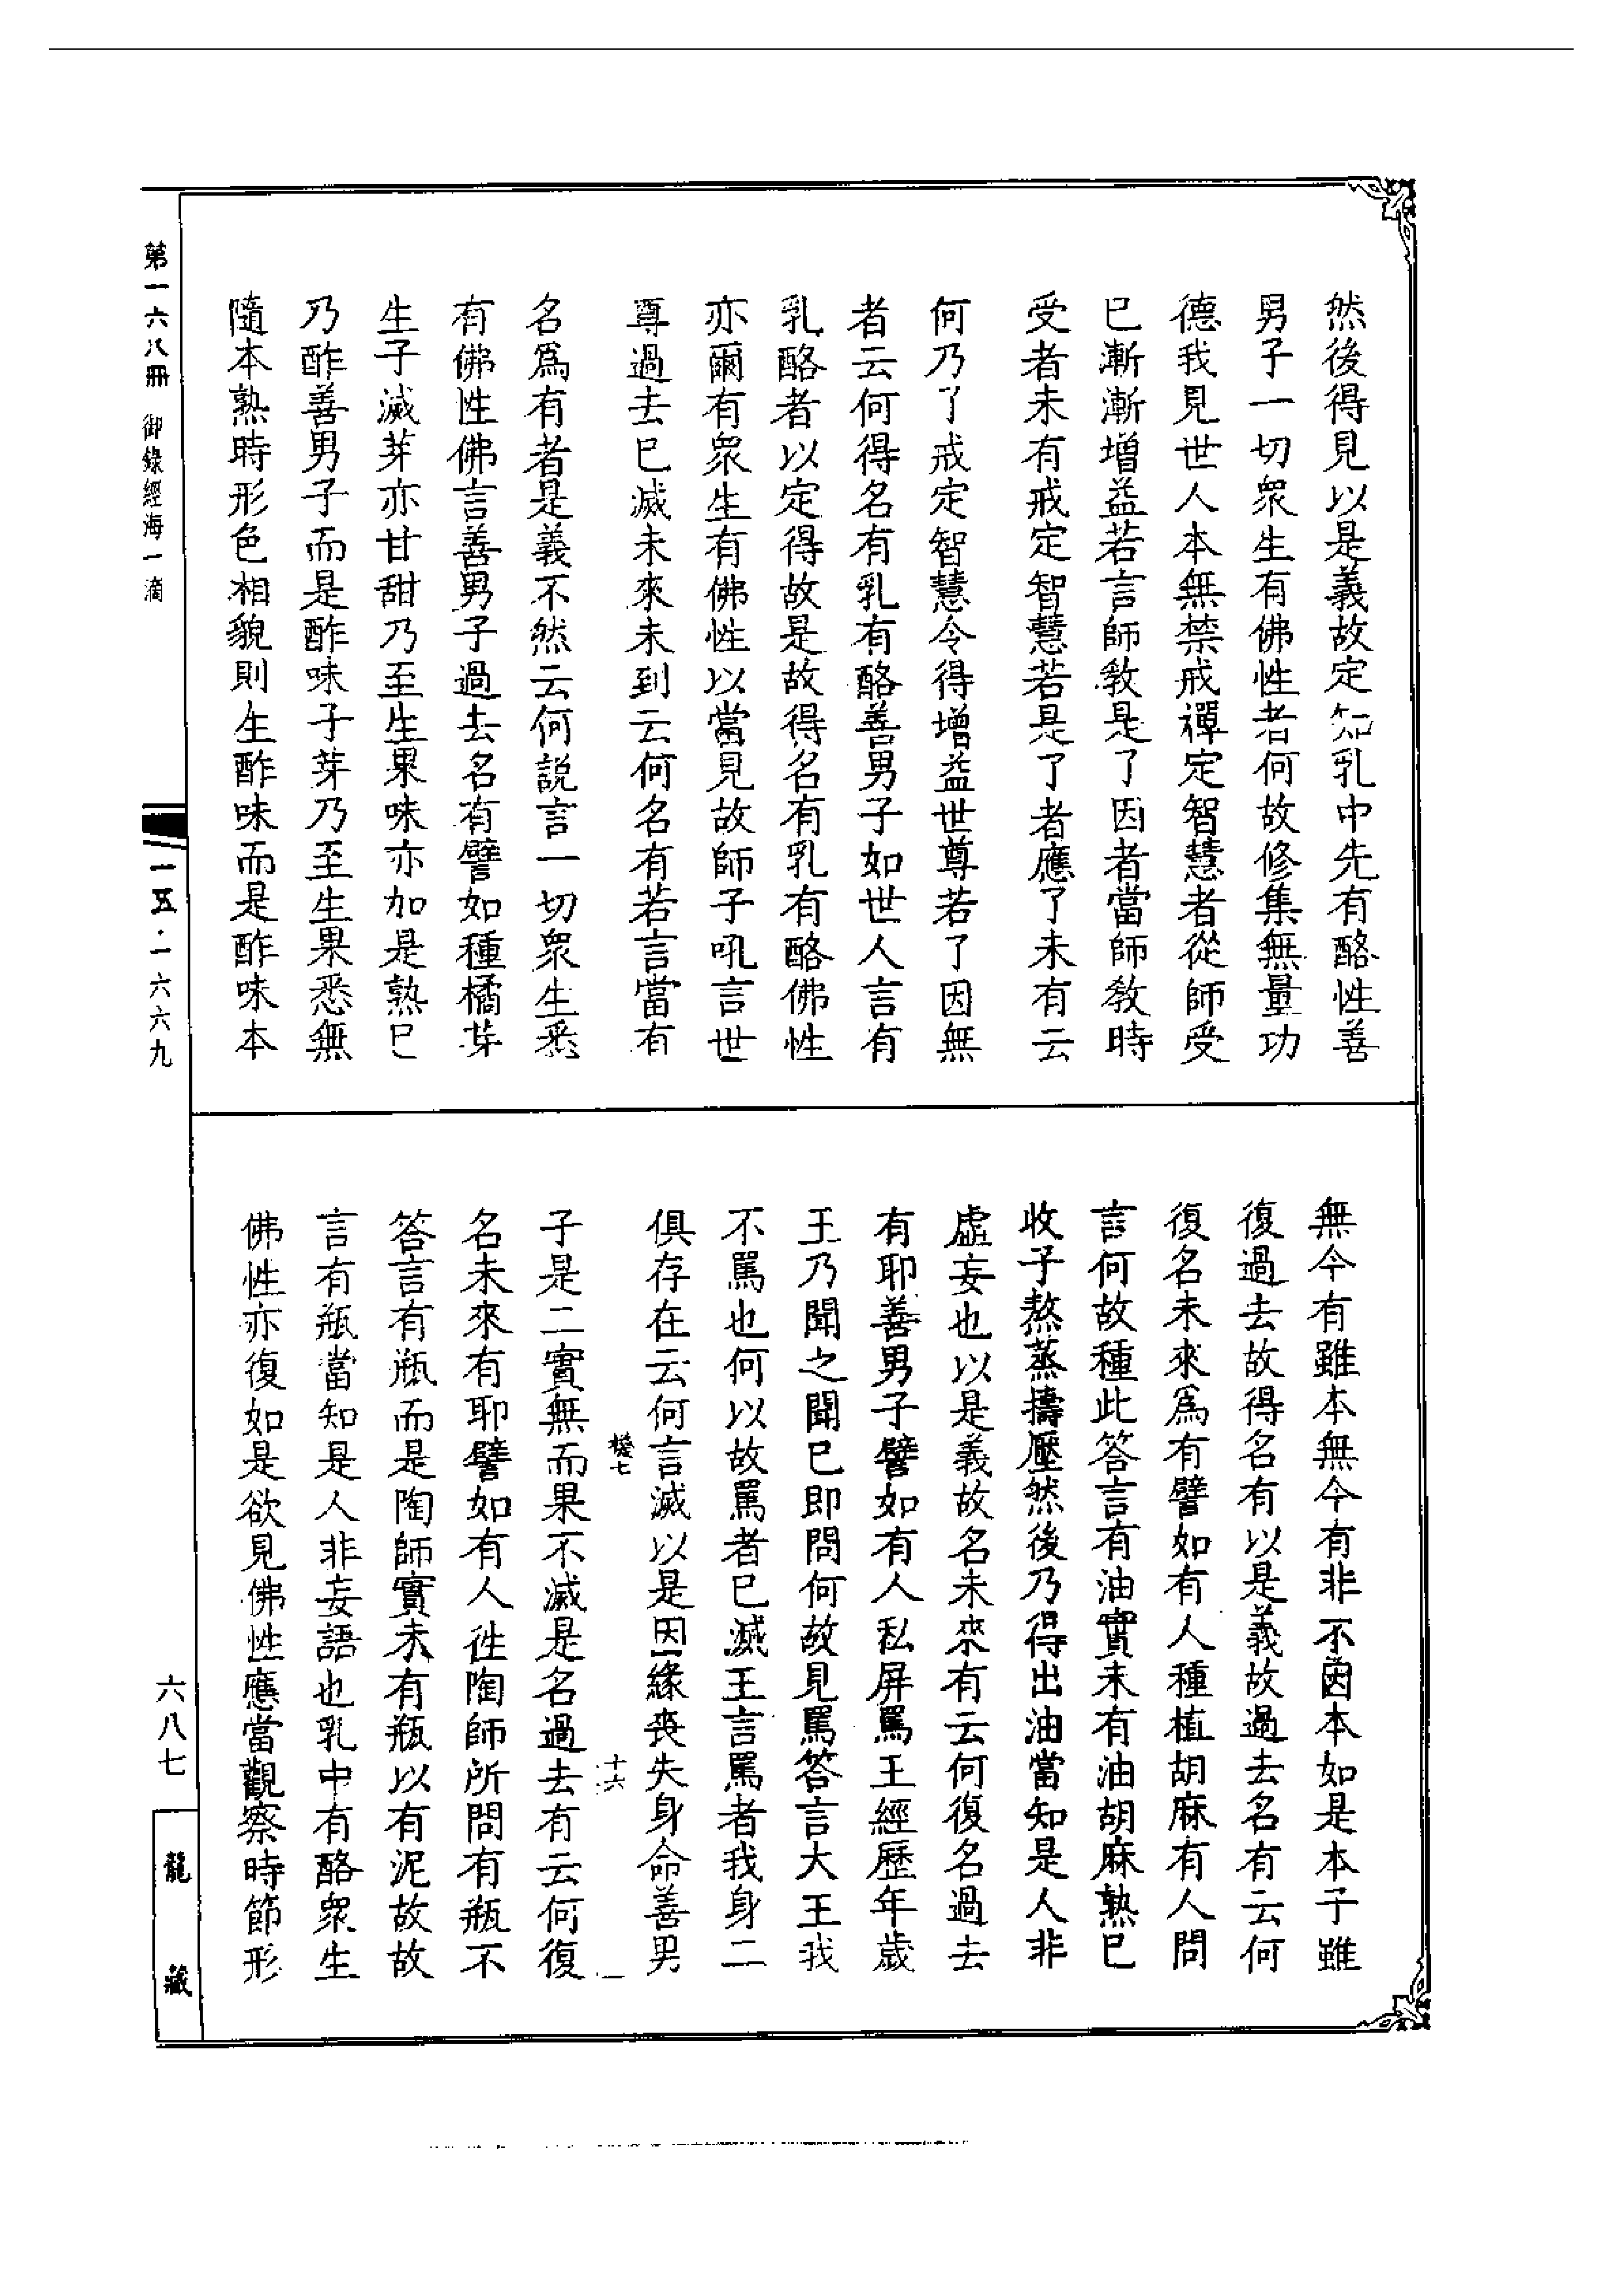 然後得見以是義故定知乳中先有酪性善
男子一切衆生有佛性者何故修集無量功
德我見世人本無禁戒禪定智慧者從師受
已漸漸增益若言師敎是了因者當師敎時
受者未有戒定智慧若是了者應了未有云
何乃了戒定智慧令得增益世尊若了因無
者云何得名有乳有酪善男子如世人言有
乳酪者以定得故是故得名有乳有酪佛性
亦爾有衆生有佛性以當見故師子吼言世
尊過去已滅未來未到云何名有若言當有
名爲有者是義不然云何説言一切衆生悉
有佛性佛言善男子過去名有譬如種橘芽
生子滅芽亦甘甜乃至生果味亦加是熟已
乃酢善男子而是酢味子芽乃至生果悉無
隨本熟時形色相貌則生酢味而是酢味本
無今有雖本無今有非不因本如是本子雖
復過去故得名有以是義故過去名有云何
復名未來爲有譬如有人種植胡麻有人問
言何故種此答言有油實未有油胡麻熟已
收子熬蒸擣壓然後乃得出油當知是人非
虛妄也以是義故名未來有云何復名過去
有耶善男子譬如有人私屏罵王經歷年歲
王乃聞之聞已即問何故見罵答言大王我
不罵也何以故罵者已滅王言罵者我身二
俱存在云何言滅以是因緣喪失身命善男
機七 十六
子是二實無而果不滅是名過去有云何復
名未來有耶譬如有人徃陶師所問有瓶不
答言有瓶而是陶師實未有瓶以有泥故故
言有瓶當知是人非妄語也乳中有酪衆生
佛性亦復如是欲見佛性應當觀察時節形
第一六八冊 御錄經海一滴
一五·一六六九
六八七
龍藏